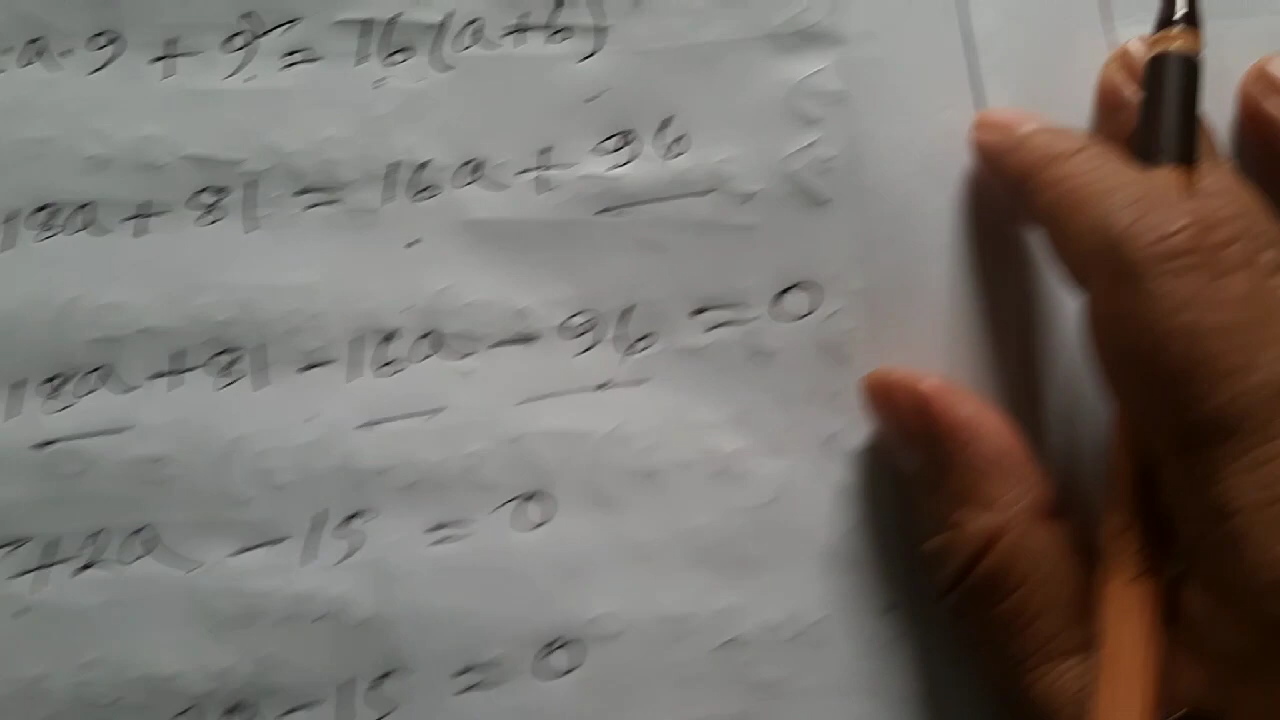 a·9 + 9² = 16(a+6)
18a + 81 = 16a + 96
18a + 81 - 16a - 96 = 0
+2a - 15 = 0
- 15 = 0